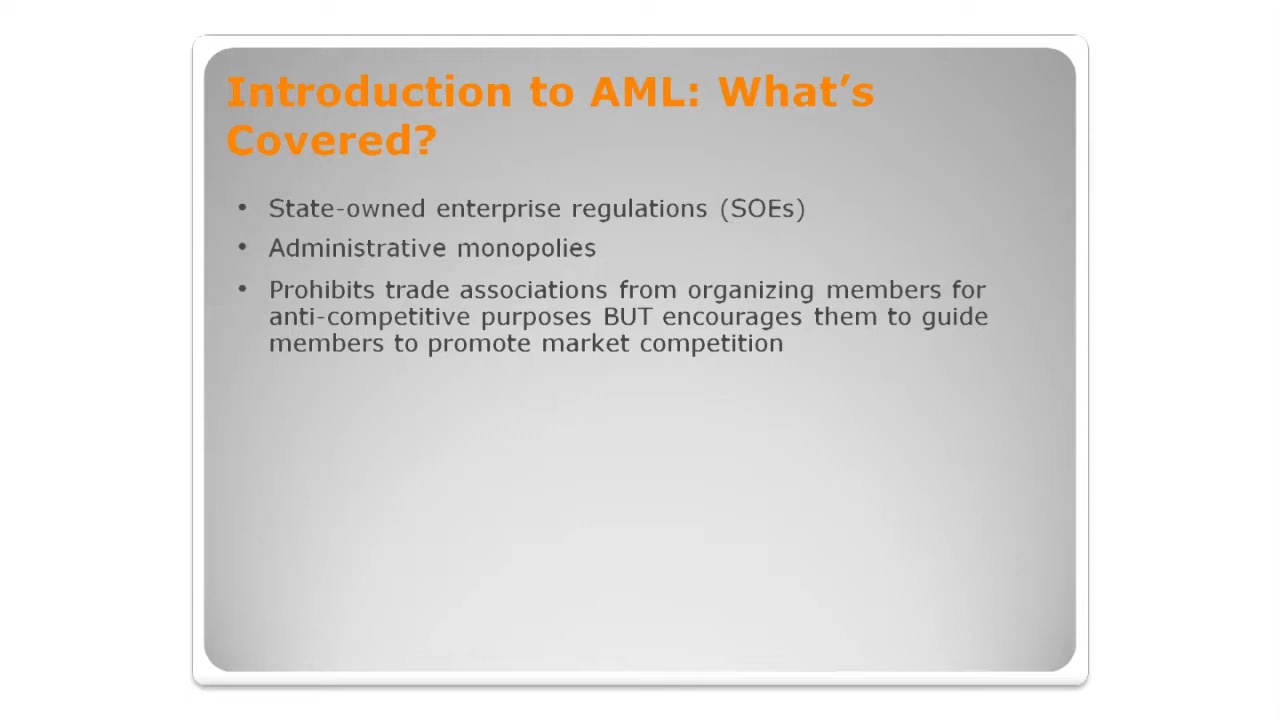 Introduction to AML: What's
Covered?
• State-owned enterprise regulations (SOEs)
• Administrative monopolies
• Prohibits trade associations from organizing members for
anti-competitive purposes BUT encourages them to guide
members to promote market competition